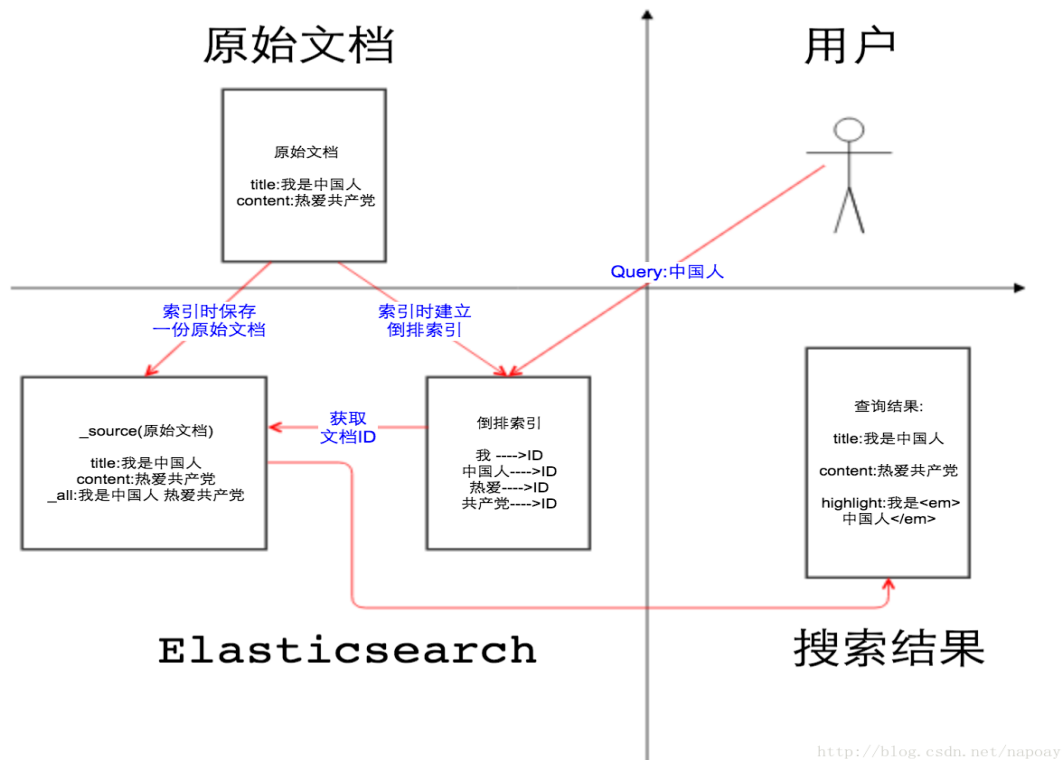 原始文档
用户
原始文档
title:我是中国人
content:热爱共产党
Query:中国人
索引时保存
一份原始文档
索引时建立
倒排索引
_source(原始文档)
title:我是中国人
content:热爱共产党
_all:我是中国人 热爱共产党
获取
文档ID
倒排索引
我 ---->ID
中国人---->ID
热爱---->ID
共产党---->ID
查询结果:
title:我是中国人
content:热爱共产党
highlight:我是<em>
中国人</em>
Elasticsearch
搜索结果
http://blog.csdn.net/napoay